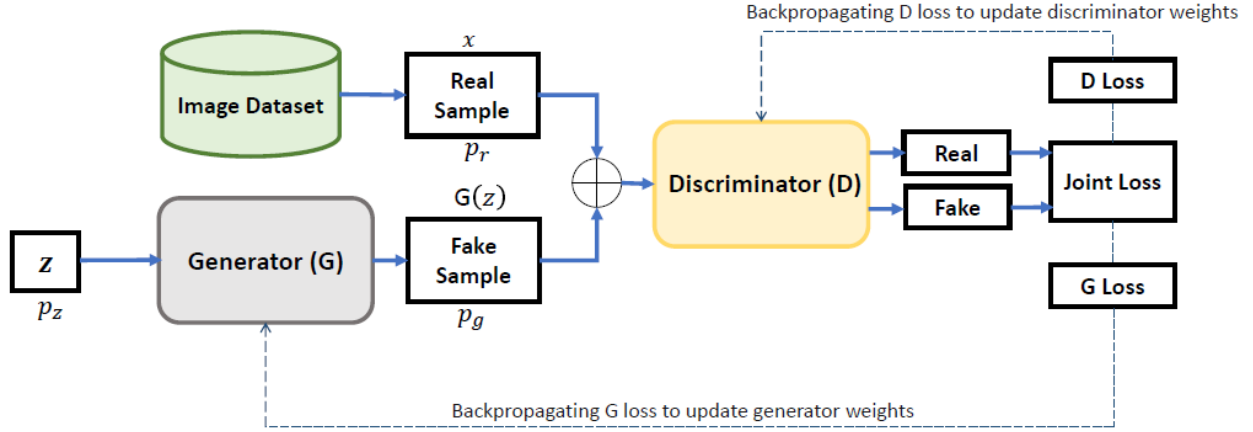 Backpropagating D loss to update discriminator weights
x
Image Dataset
Real
Sample
p_r
D Loss
Discriminator (D)
Real
Fake
Joint Loss
G(z)
z
p_z
Generator (G)
Fake
Sample
p_g
G Loss
Backpropagating G loss to update generator weights